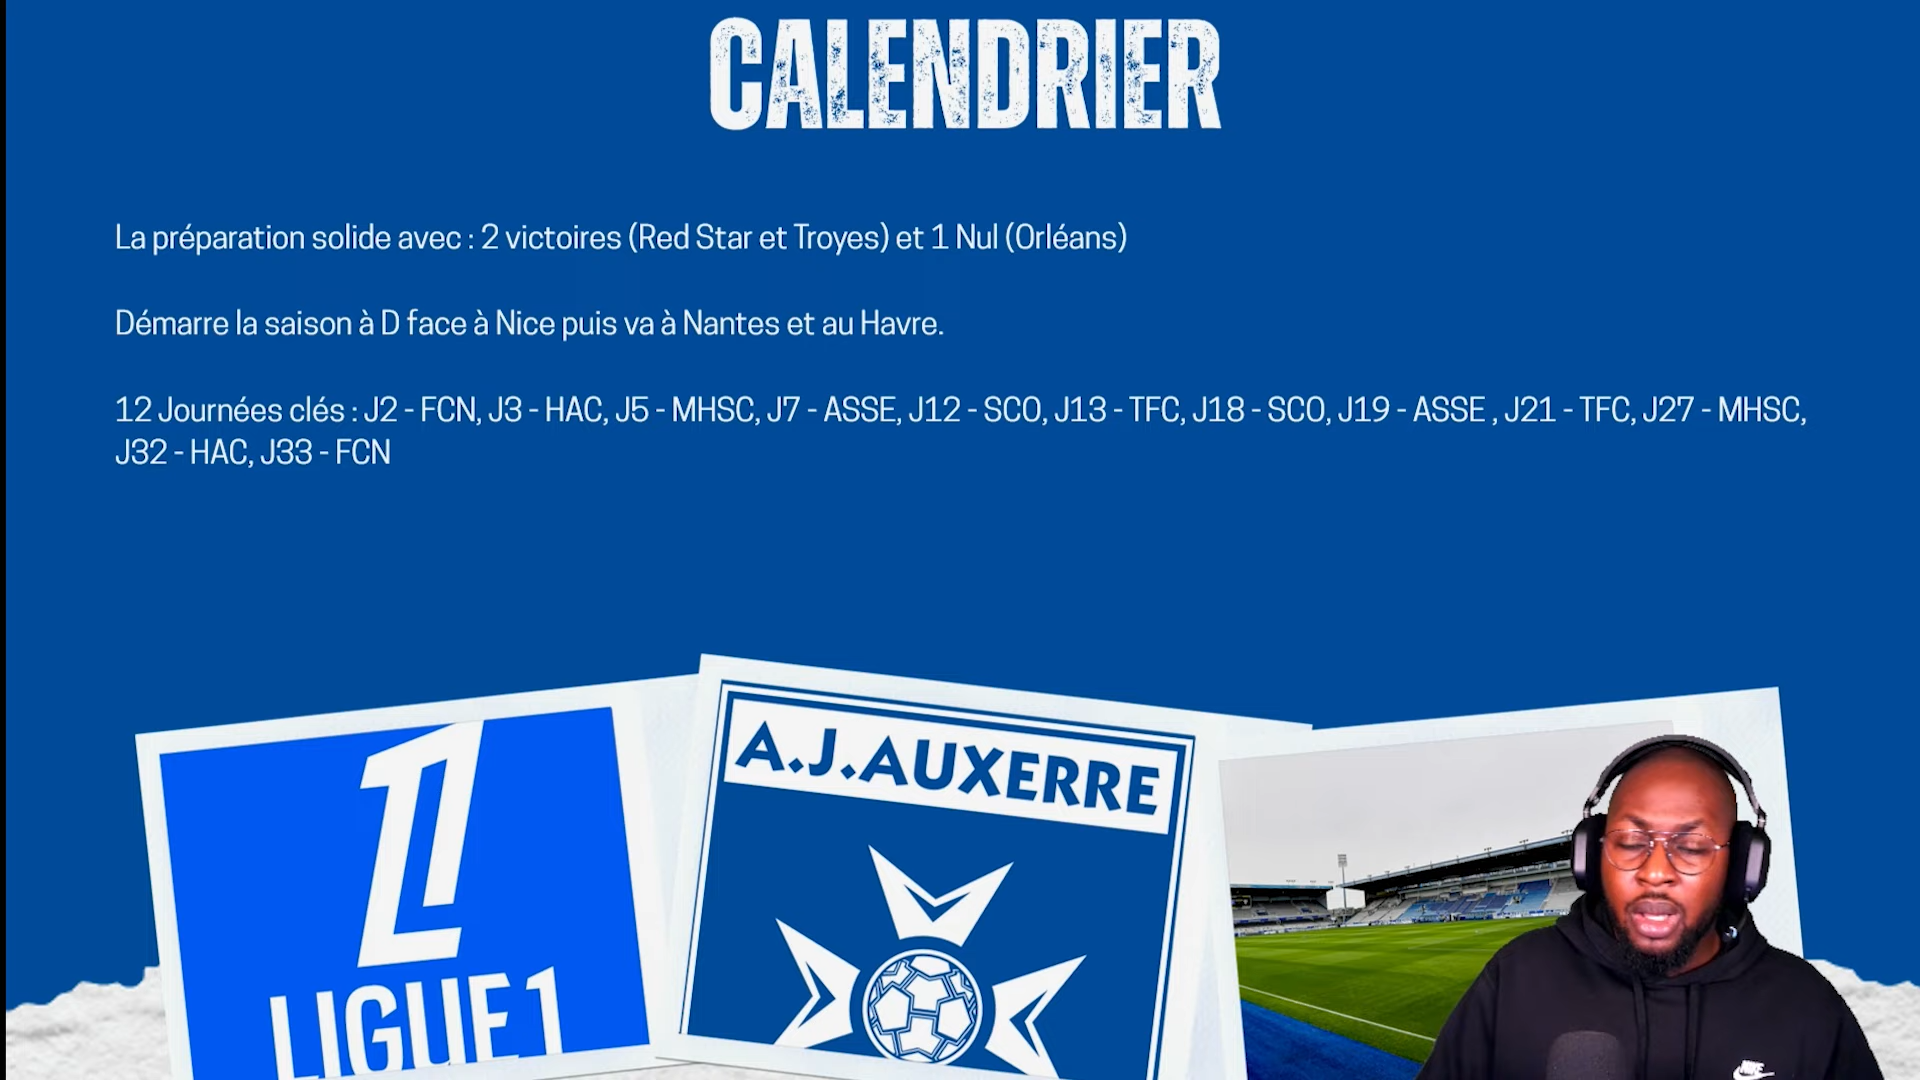 CALENDRIER
La préparation solide avec : 2 victoires (Red Star et Troyes) et 1 Nul (Orléans)
Démarre la saison à D face à Nice puis va à Nantes et au Havre.
12 Journées clés : J2 - FCN, J3 - HAC, J5 - MHSC, J7 - ASSE, J12 - SCO, J13 - TFC, J18 - SCO, J19 - ASSE , J21 - TFC, J27 - MHSC,
J32 - HAC, J33 - FCN
A.J.AUXERRE
LIGUE 1
NIKE